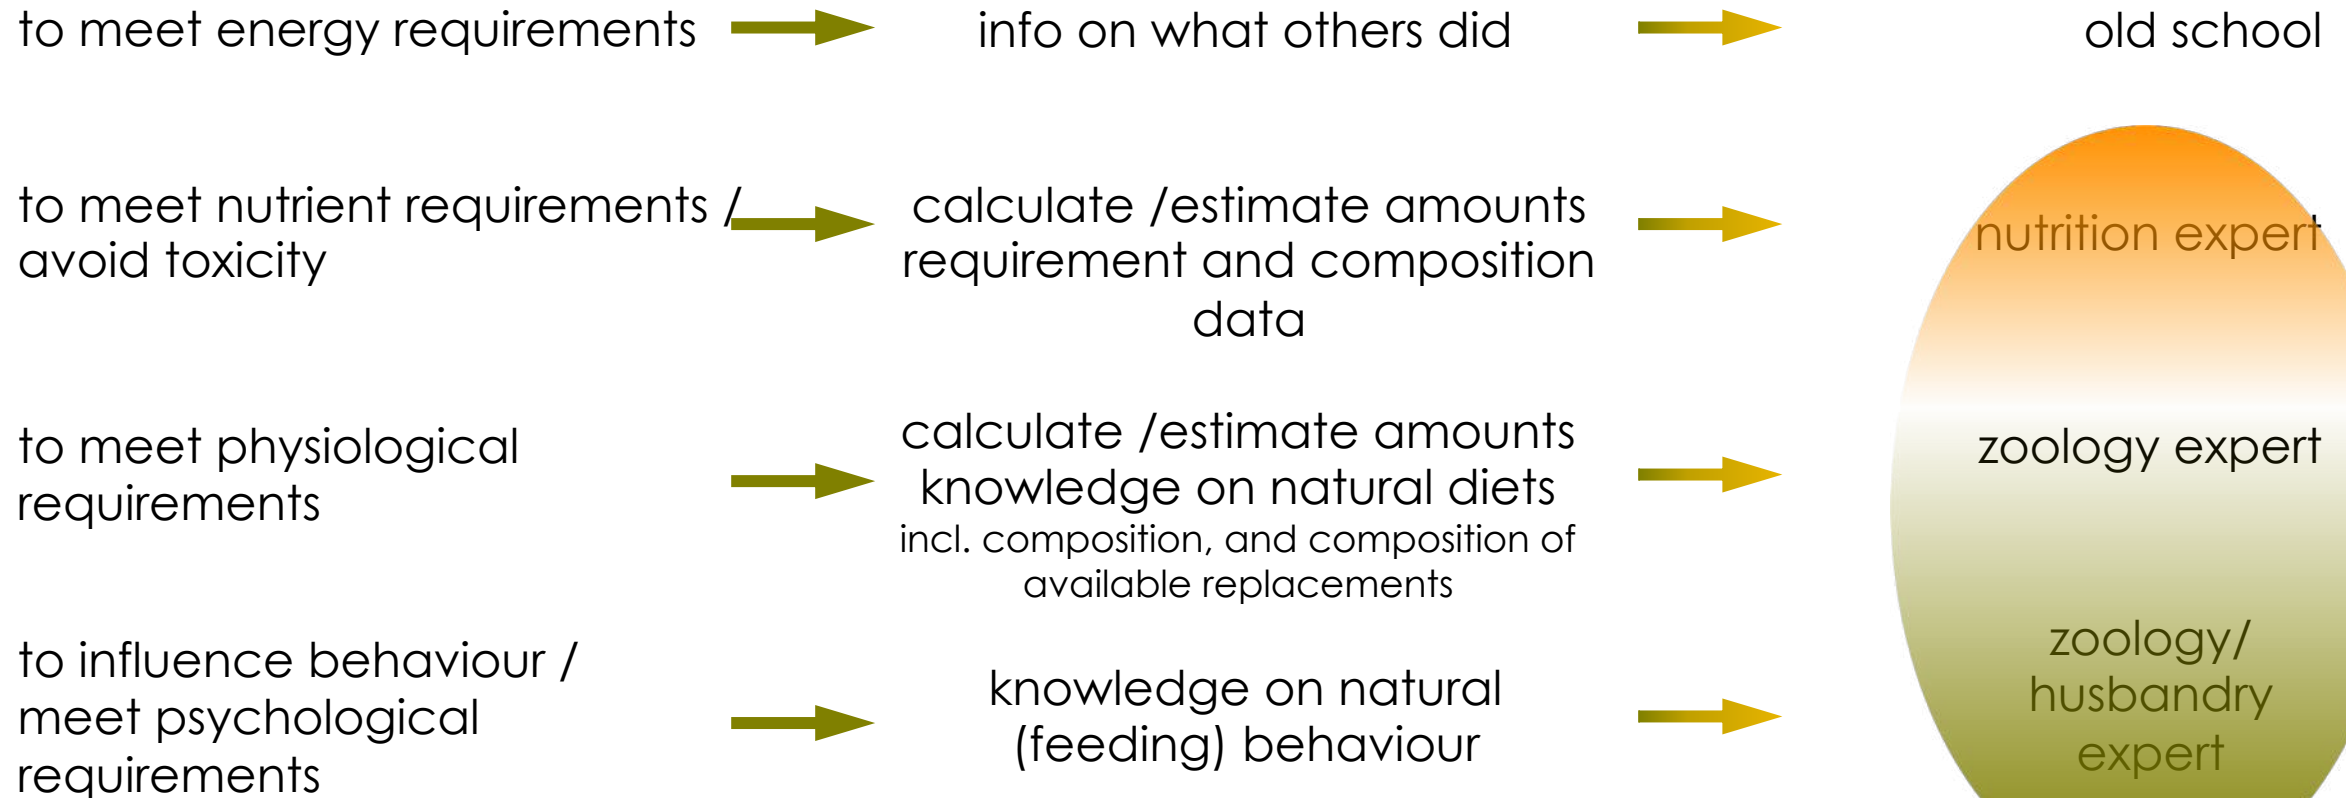 to meet energy requirements
info on what others did
old school
to meet nutrient requirements /
avoid toxicity
calculate /estimate amounts
requirement and composition
data
nutrition expert
to meet physiological
requirements
calculate /estimate amounts
knowledge on natural diets
incl. composition, and composition of
available replacements
zoology expert
to influence behaviour /
meet psychological
requirements
knowledge on natural
(feeding) behaviour
zoology/
husbandry
expert